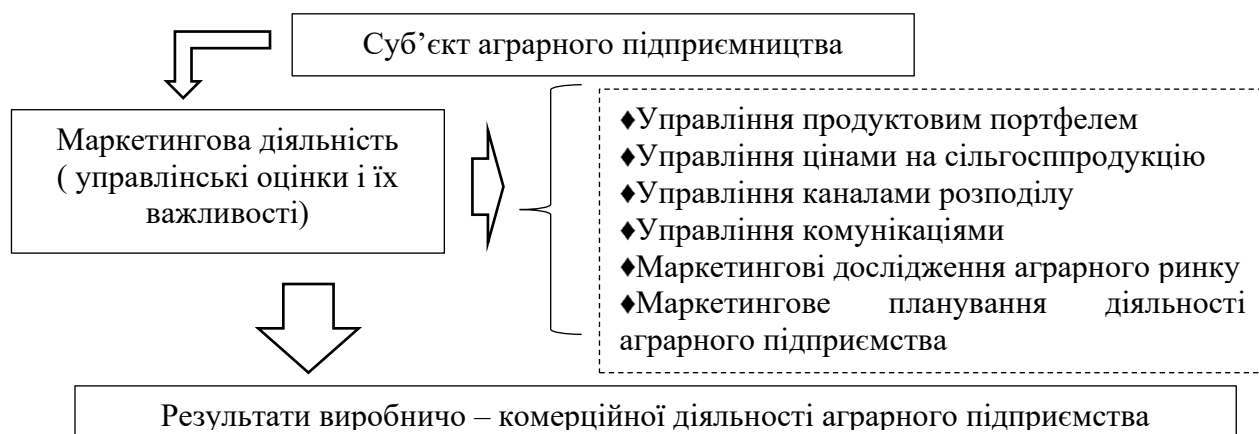 Суб’єкт аграрного підприємництва
Маркетингова діяльність
( управлінські оцінки і їх
важливості)
♦Управління продуктовим портфелем
♦Управління цінами на сільгосппродукцію
♦Управління каналами розподілу
♦Управління комунікаціями
♦Маркетингові дослідження аграрного ринку
♦Маркетингове планування діяльності
аграрного підприємства
Результати виробничо – комерційної діяльності аграрного підприємства